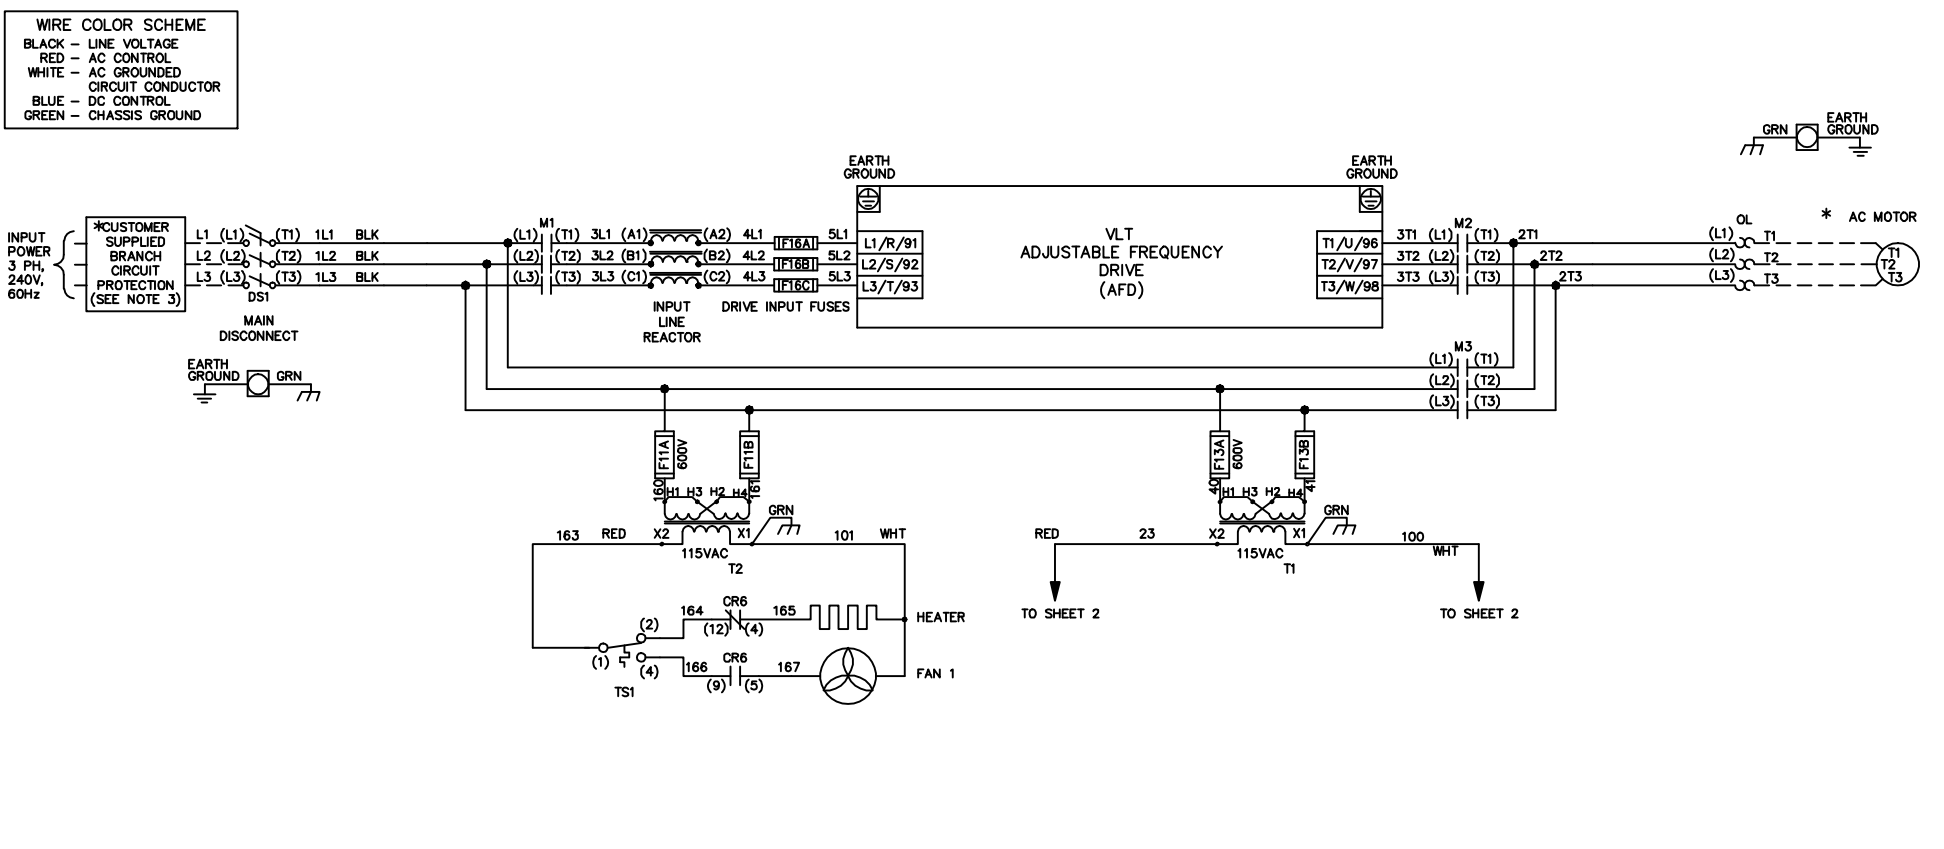 WIRE COLOR SCHEME
BLACK – LINE VOLTAGE
RED – AC CONTROL
WHITE – AC GROUNDED
CIRCUIT CONDUCTOR
BLUE – DC CONTROL
GREEN – CHASSIS GROUND
GRN
EARTH
GROUND
EARTH
GROUND
EARTH
GROUND
INPUT
POWER
3 PH,
240V,
60Hz
*CUSTOMER
SUPPLIED
BRANCH
CIRCUIT
PROTECTION
(SEE NOTE 3)
L1 (L1) (T1) 1L1 BLK
L2 (L2) (T2) 1L2 BLK
L3 (L3) (T3) 1L3 BLK
DS1
MAIN
DISCONNECT
EARTH
GROUND
GRN
M1
(L1) (T1) 3L1 (A1) (A2) 4L1 F16A 5L1 L1/R/91
(L2) (T2) 3L2 (B1) (B2) 4L2 F16B 5L2 L2/S/92
(L3) (T3) 3L3 (C1) (C2) 4L3 F16C 5L3 L3/T/93
INPUT
LINE
REACTOR
DRIVE INPUT FUSES
VLT
ADJUSTABLE FREQUENCY
DRIVE
(AFD)
M2
T1/U/96 3T1 (L1) (T1) 2T1
T2/V/97 3T2 (L2) (T2) 2T2
T3/W/98 3T3 (L3) (T3) 2T3
OL
(L1) T1
(L2) T2
(L3) T3
* AC MOTOR
T1
T2
T3
M3
(L1) (T1)
(L2) (T2)
(L3) (T3)
F11A
600V
F11B
160
161
H1 H3 H2 H4
GRN
163 RED X2 X1 101 WHT
115VAC
T2
F13A
600V
F13B
40
41
H1 H3 H2 H4
GRN
RED 23 X2 X1 100
WHT
115VAC
T1
TO SHEET 2
TO SHEET 2
164 CR6 165
(12) (4)
HEATER
(2)
(1)
(4)
TS1
166 CR6 167
(9) (5)
FAN 1